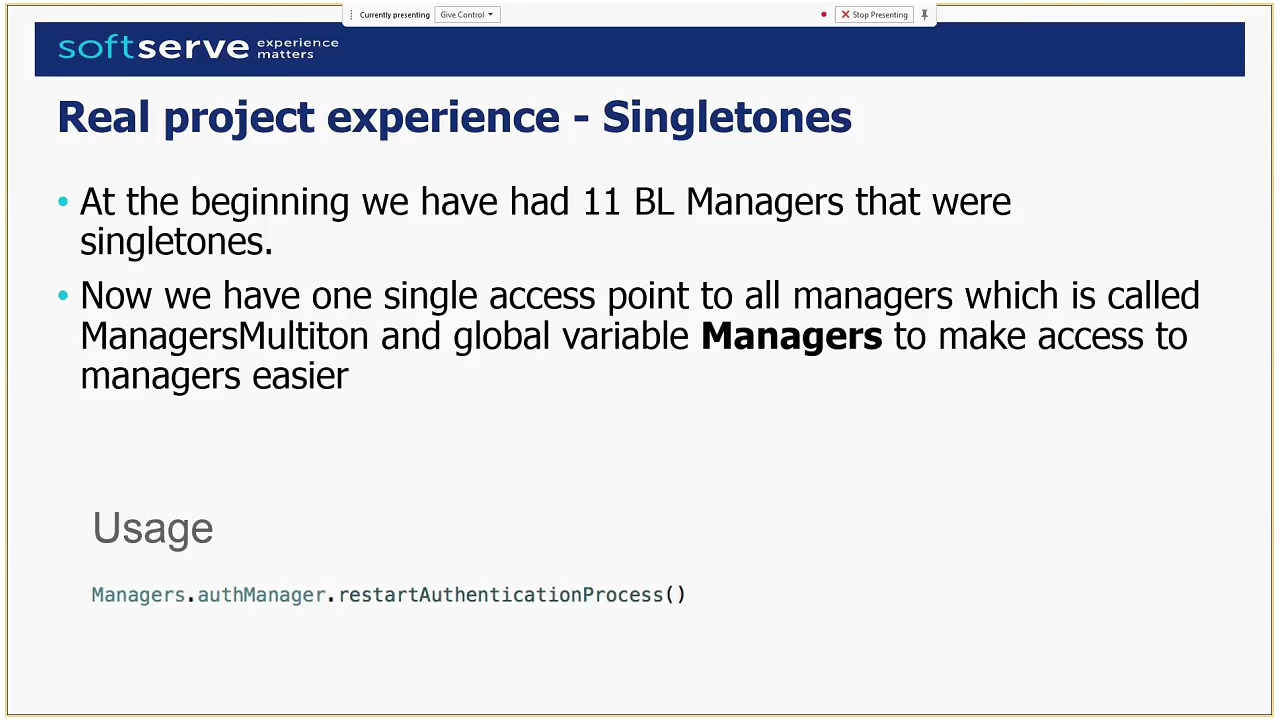 Currently presenting Give Control Stop Presenting
softserve experience matters
Real project experience - Singletones
• At the beginning we have had 11 BL Managers that were
singletones.
• Now we have one single access point to all managers which is called
ManagersMultiton and global variable Managers to make access to
managers easier
Usage
Managers.authManager.restartAuthenticationProcess()